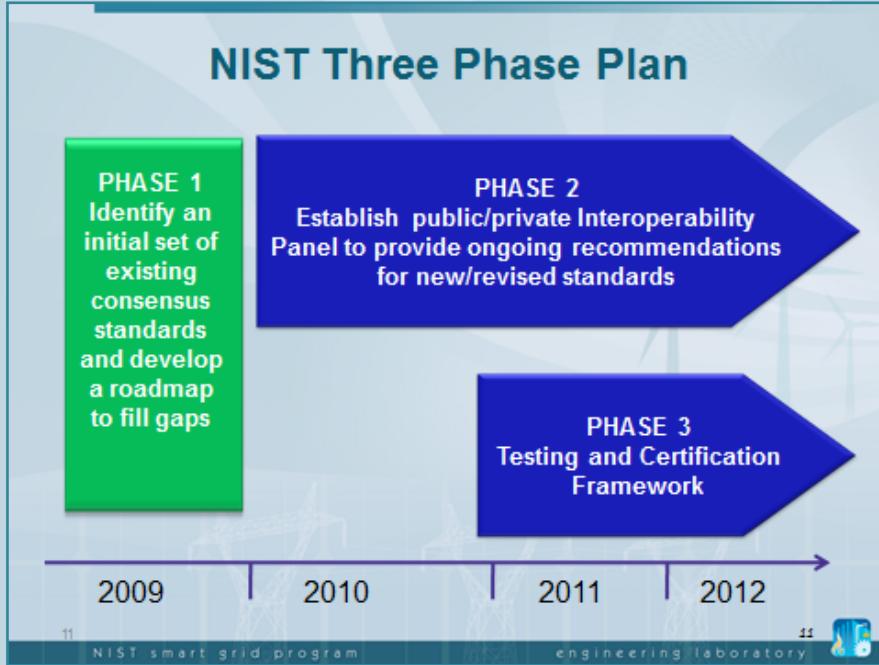 NIST Three Phase Plan
PHASE 1
Identify an
initial set of
existing
consensus
standards
and develop
a roadmap
to fill gaps
PHASE 2
Establish public/private Interoperability
Panel to provide ongoing recommendations
for new/revised standards
PHASE 3
Testing and Certification
Framework
2009 2010 2011 2012
11 11
NIST smart grid program engineering laboratory